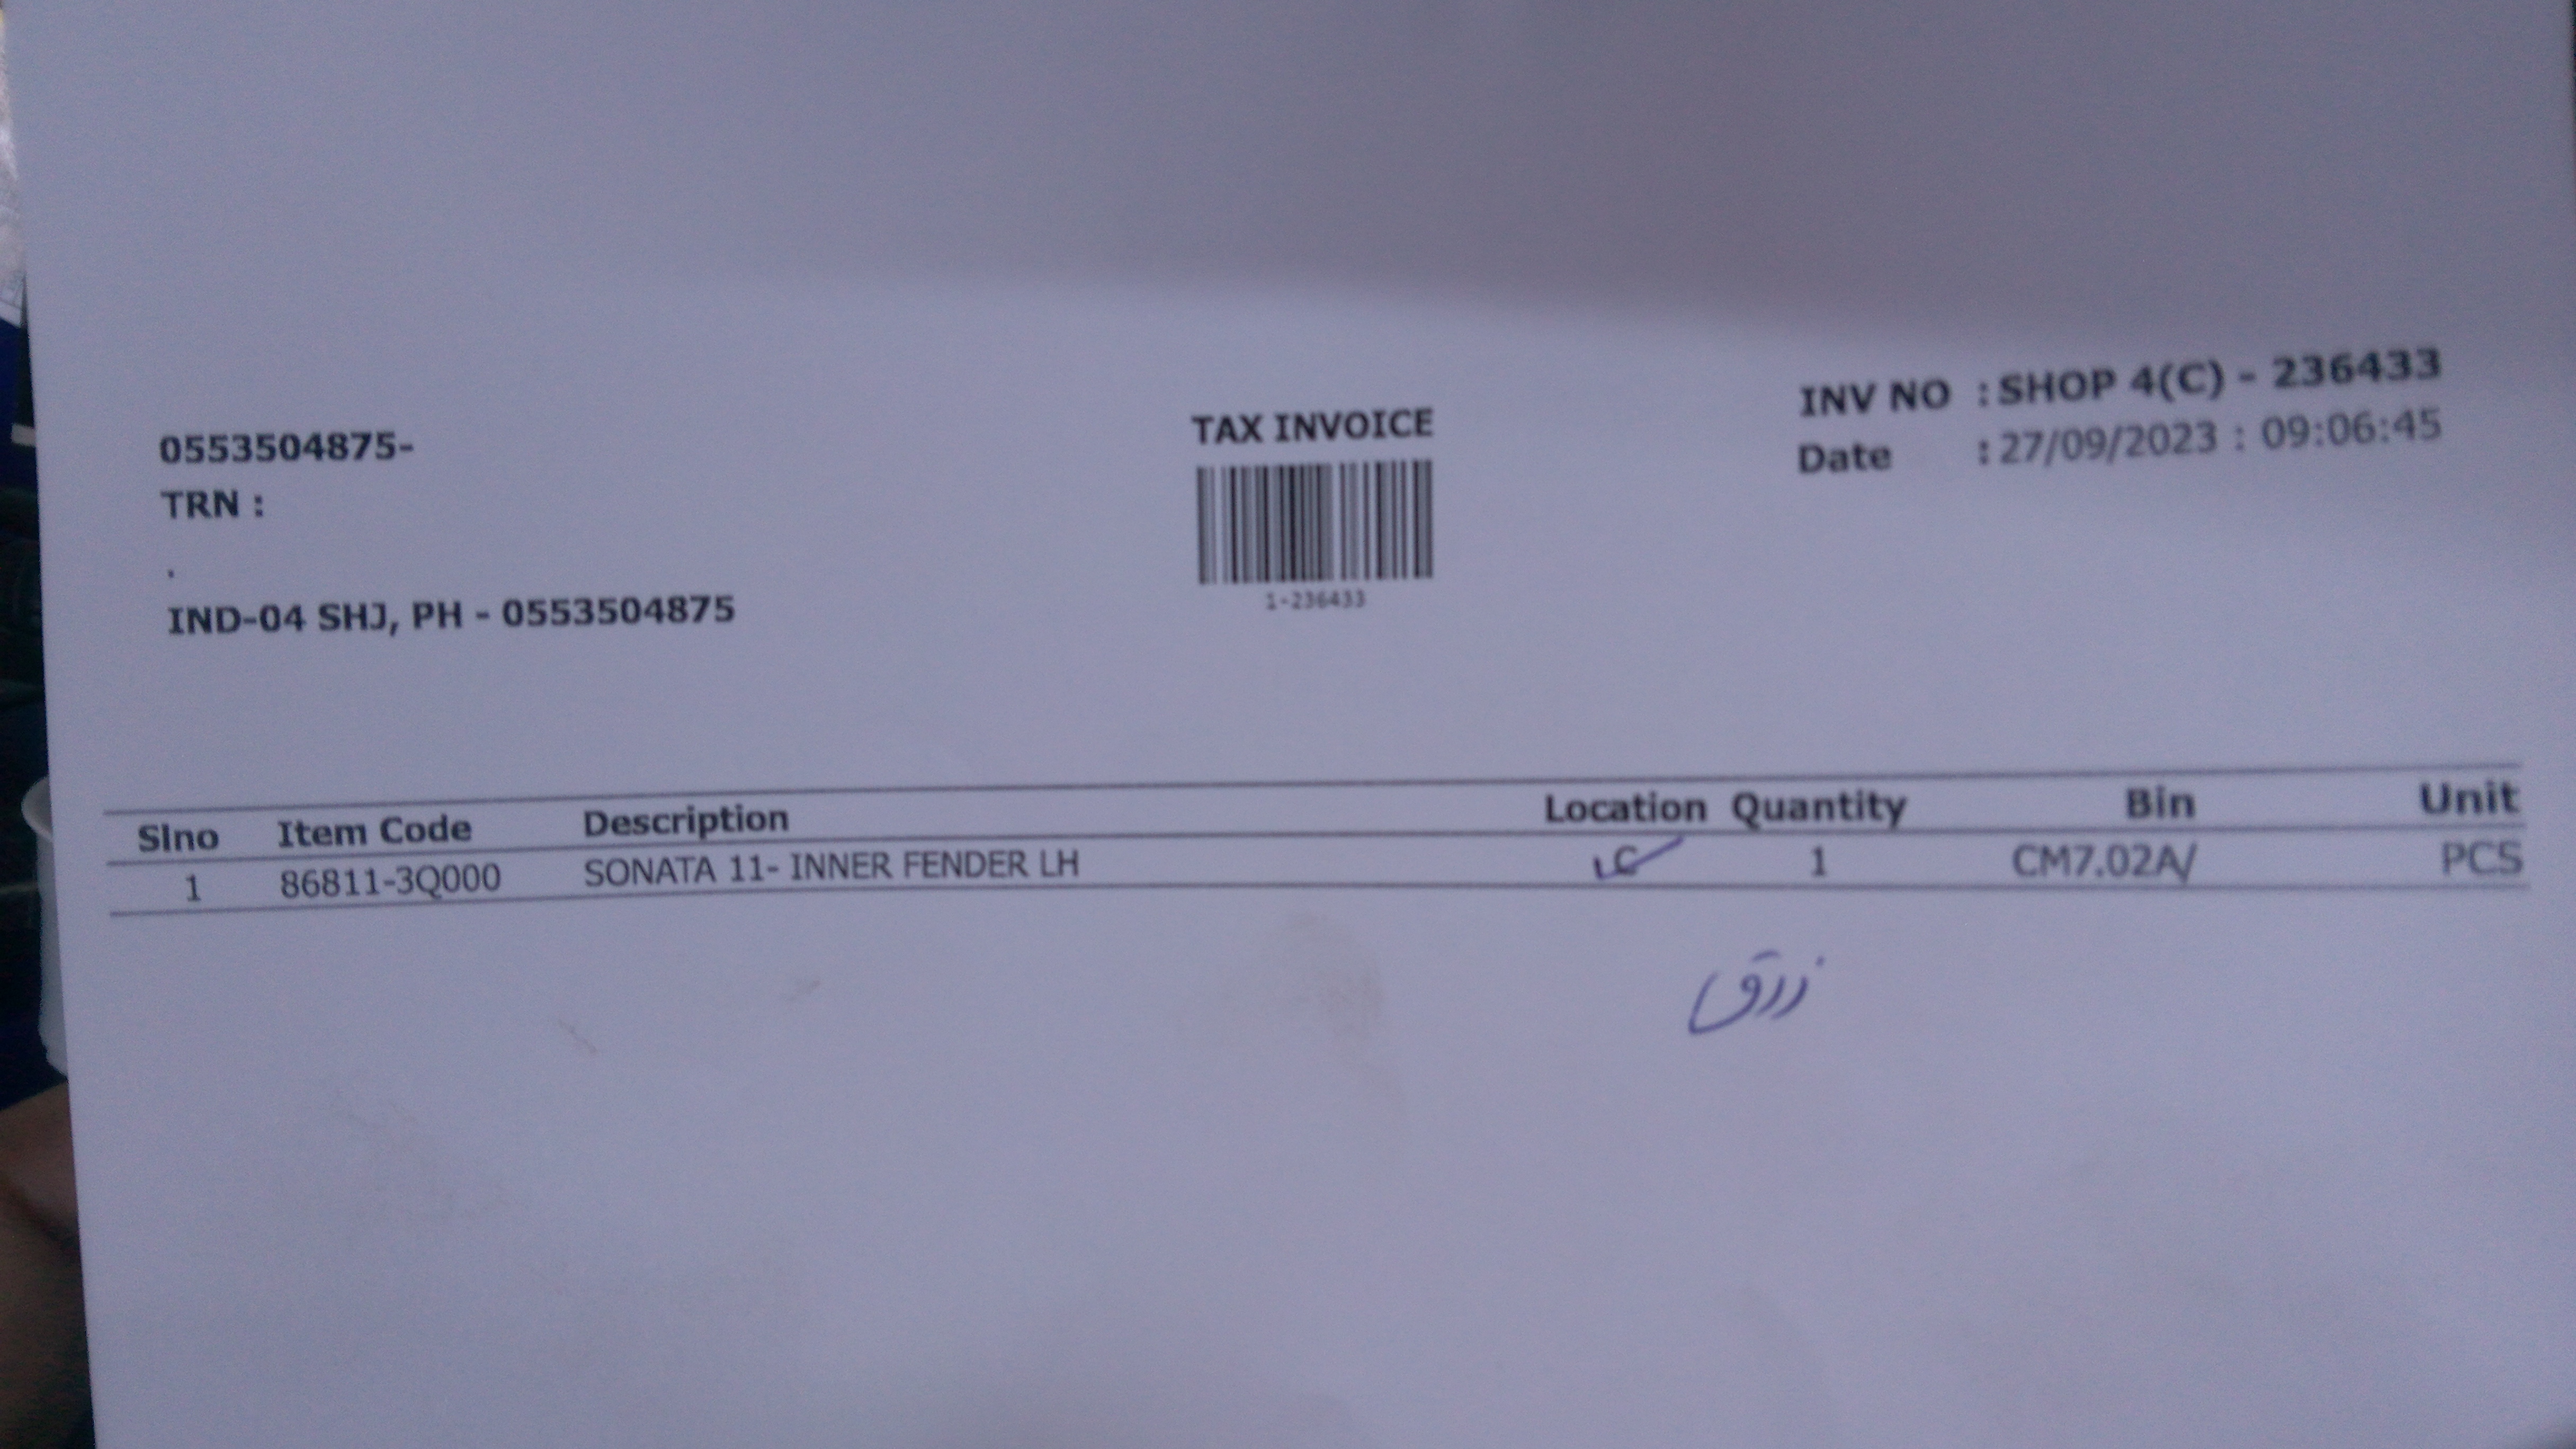 0553504875-
TRN :
.
IND-04 SHJ, PH - 0553504875
TAX INVOICE
1-236433
INV NO : SHOP 4(C) - 236433
Date : 27/09/2023 : 09:06:45
Slno Item Code Description Location Quantity Bin Unit
1 86811-3Q000 SONATA 11- INNER FENDER LH 1 CM7.02A/ PCS
زرق